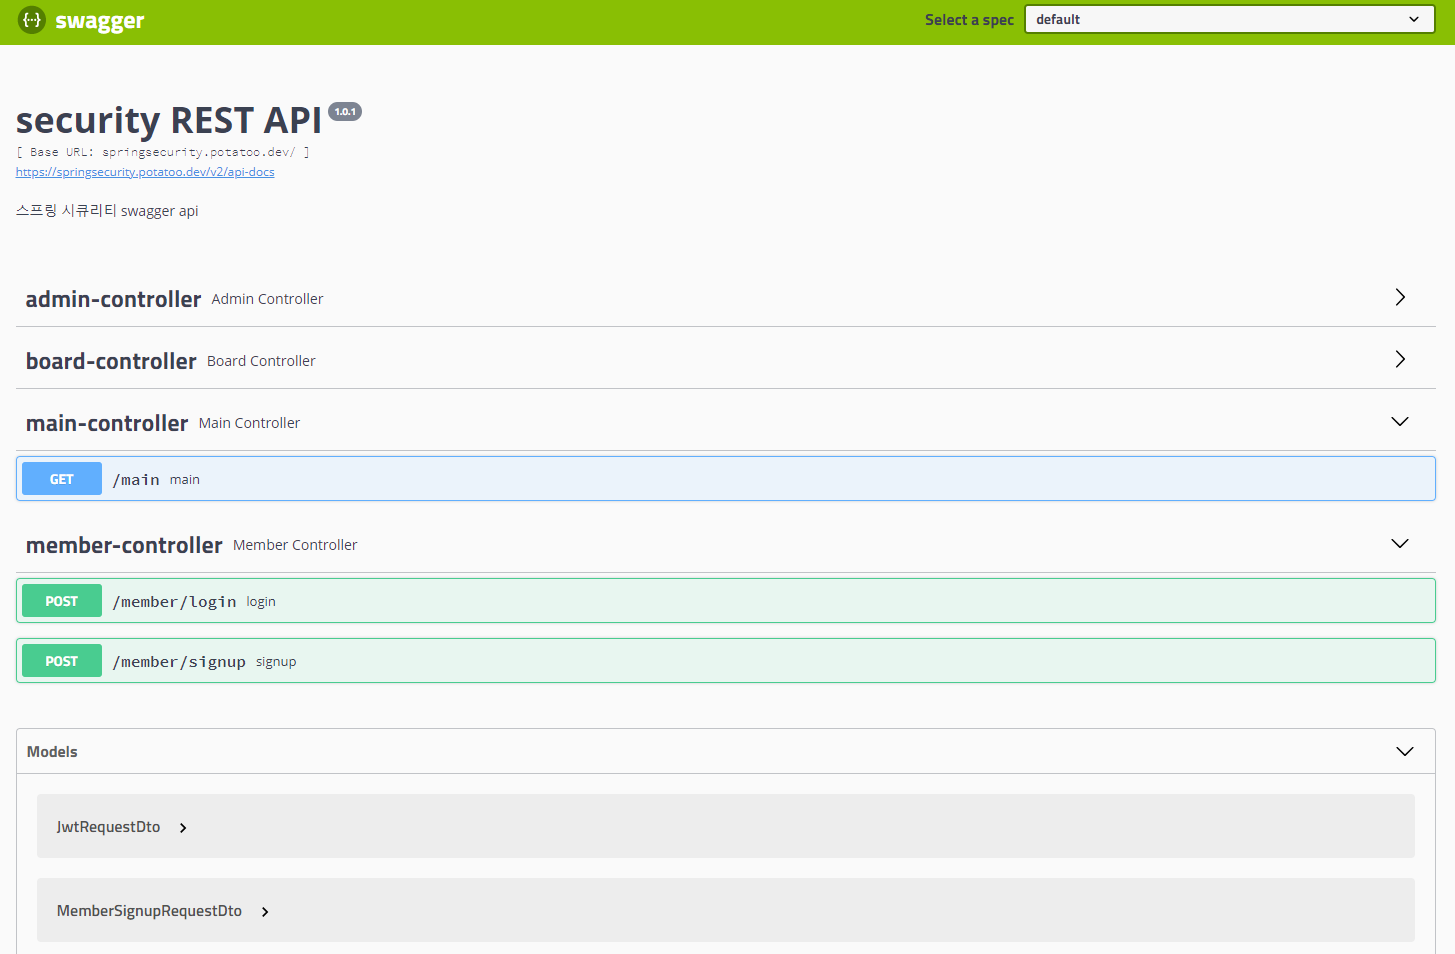 {··} swagger Select a spec default
security REST API 1.0.1
[ Base URL: springsecurity.potatoo.dev/ ]
https://springsecurity.potatoo.dev/v2/api-docs
스프링 시큐리티 swagger api
admin-controller Admin Controller
board-controller Board Controller
main-controller Main Controller
GET /main main
member-controller Member Controller
POST /member/login login
POST /member/signup signup
Models
JwtRequestDto
MemberSignupRequestDto